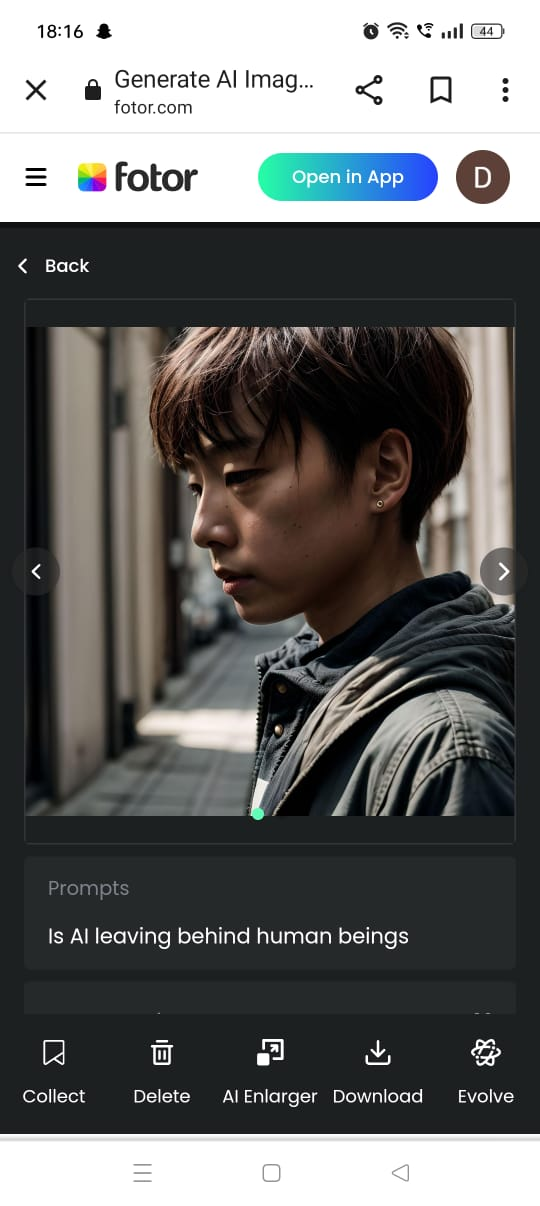 18:16
44
Generate AI Imag...
fotor.com
fotor
Open in App
D
Back
Prompts
Is AI leaving behind human beings
Collect
Delete
AI Enlarger
Download
Evolve